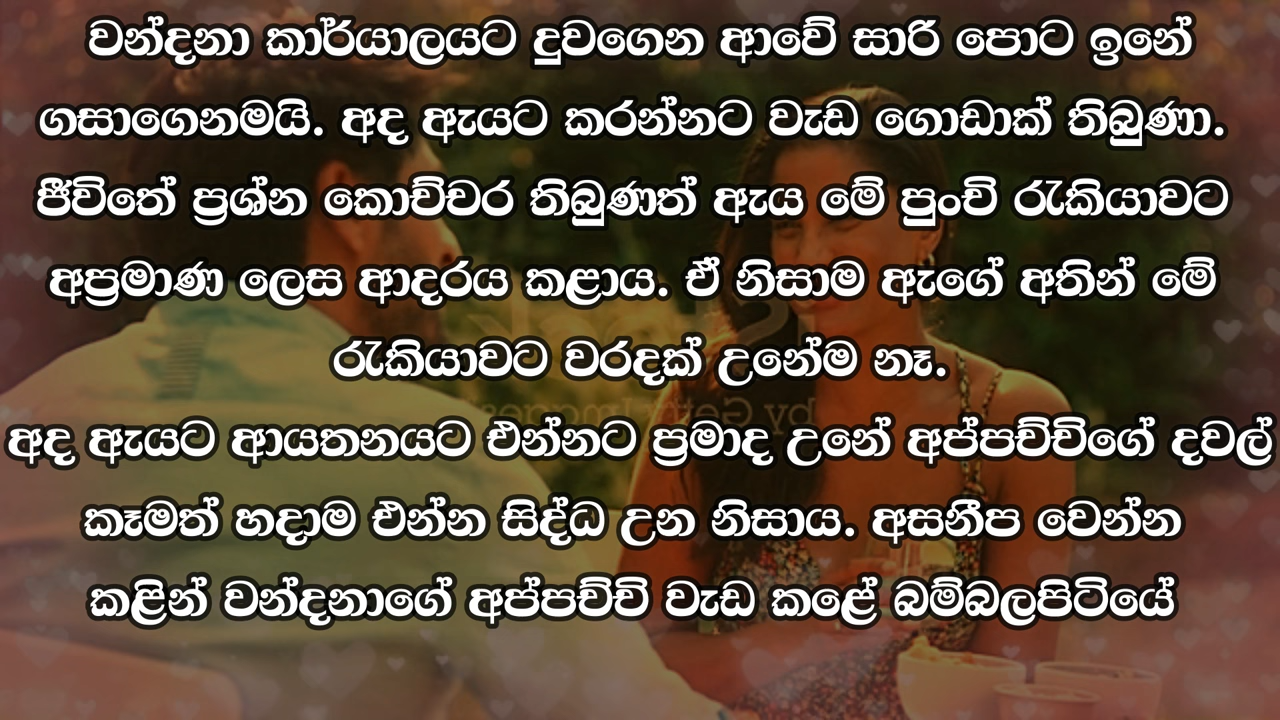 වන්දනා කාර්යාලයට දුවගෙන ආවේ සාරි පොට ඉනේ
ගසාගෙනමයි. අද ඇයට කරන්නට වැඩ ගොඩාක් තිබුණා.
ජීවිතේ ප්‍රශ්න කොච්චර තිබුණත් ඇය මේ පුංචි රැකියාවට
අප්‍රමාණ ලෙස ආදරය කළාය. ඒ නිසාම ඇගේ අතින් මේ
රැකියාවට වරදක් උනේම නෑ.
අද ඇයට ආයතනයට එන්නට ප්‍රමාද උනේ අප්පච්චිගේ දවල්
කෑමත් හදාම එන්න සිද්ධ උන නිසාය. අසනීප වෙන්න
කළින් වන්දනාගේ අප්පච්චි වැඩ කළේ බම්බලපිටියේ